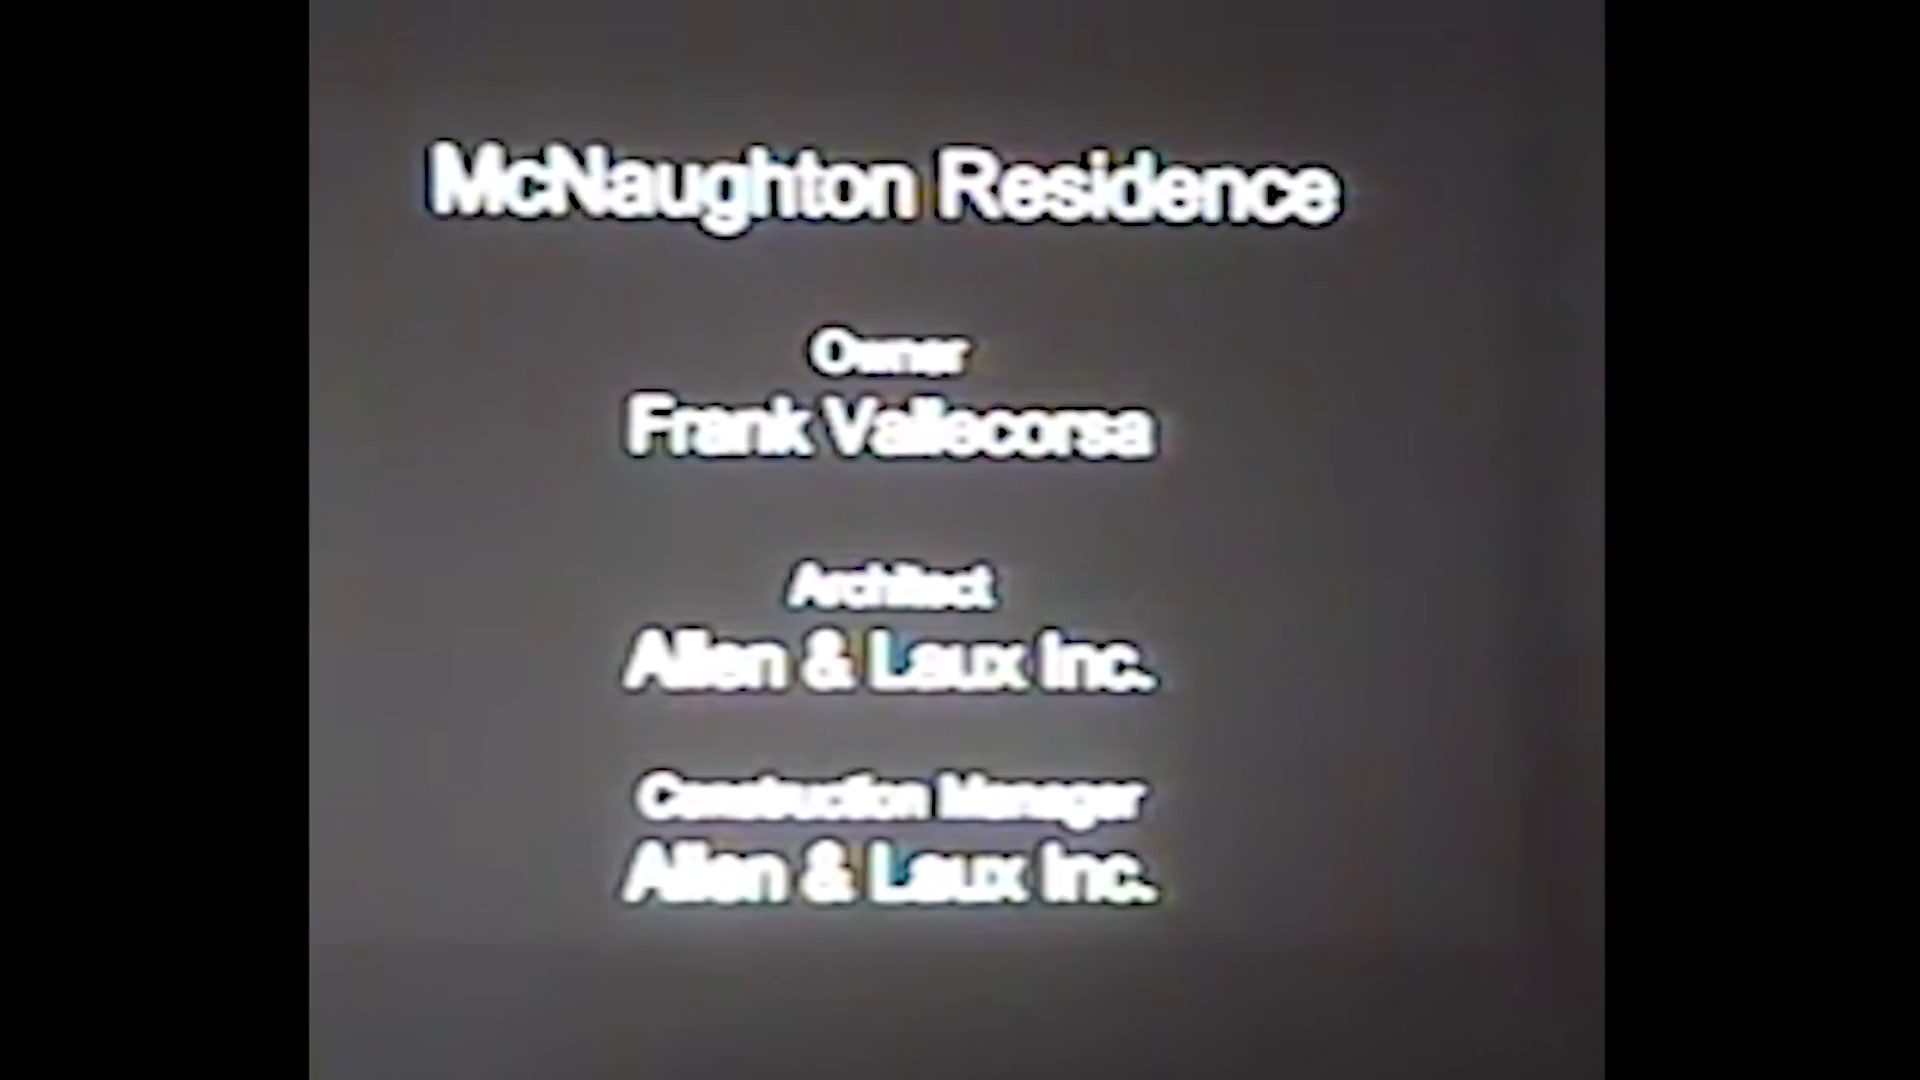 McNaughton Residence
Owner
Frank Vallecorsa
Architect
Allen & Laux Inc.
Construction Manager
Allen & Laux Inc.